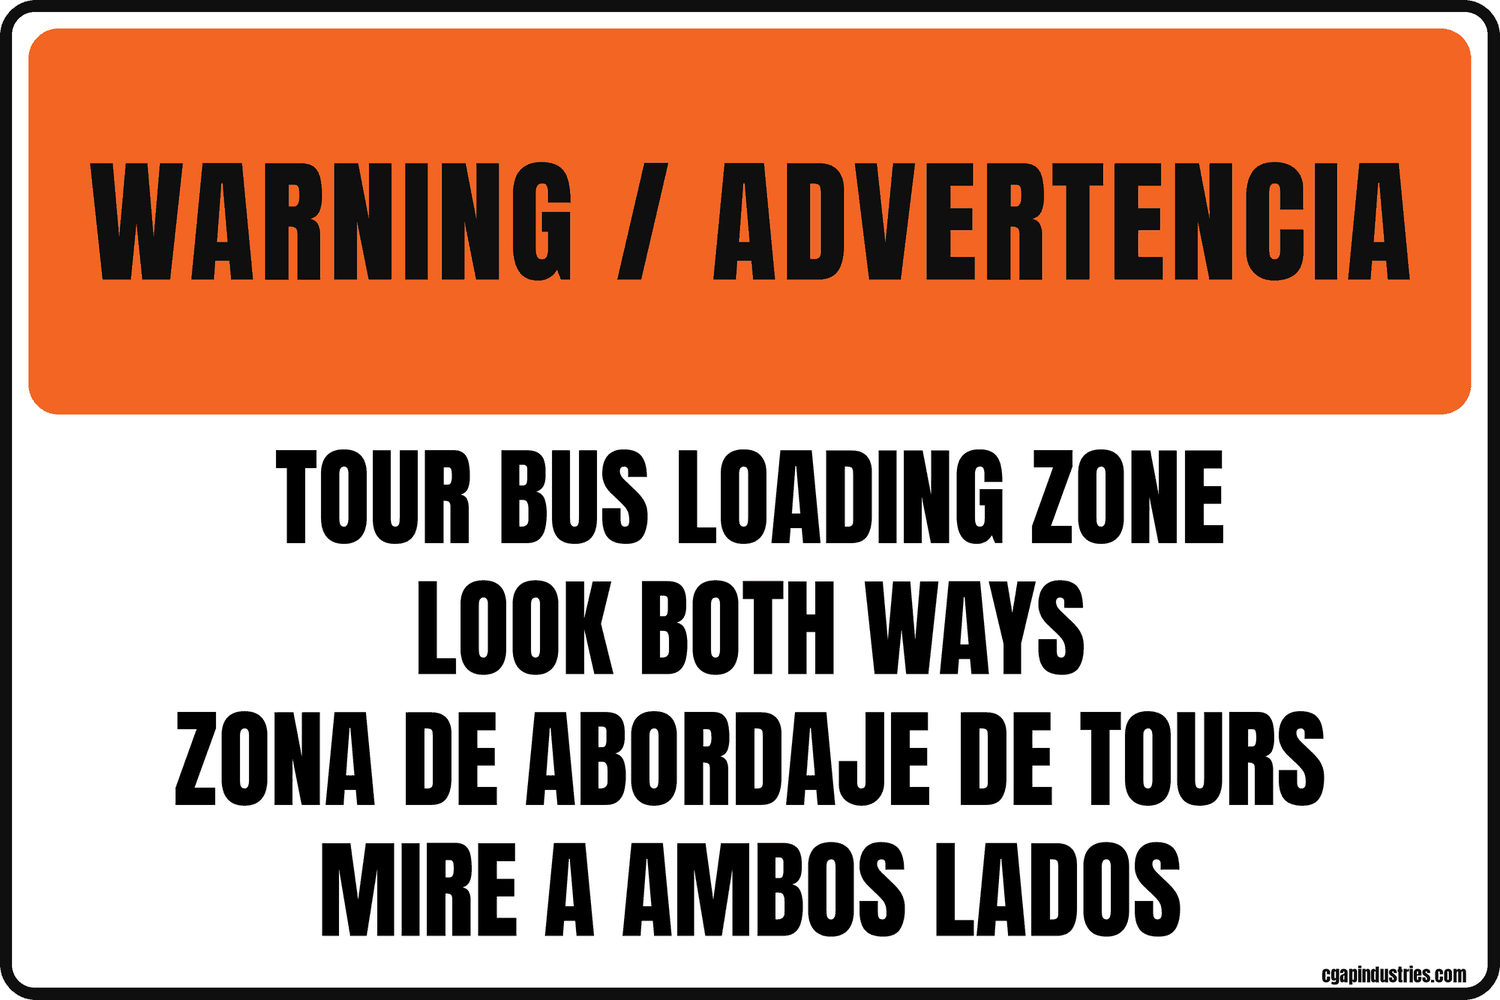 WARNING / ADVERTENCIA
TOUR BUS LOADING ZONE
LOOK BOTH WAYS
ZONA DE ABORDAJE DE TOURS
MIRE A AMBOS LADOS
cgapindustries.com